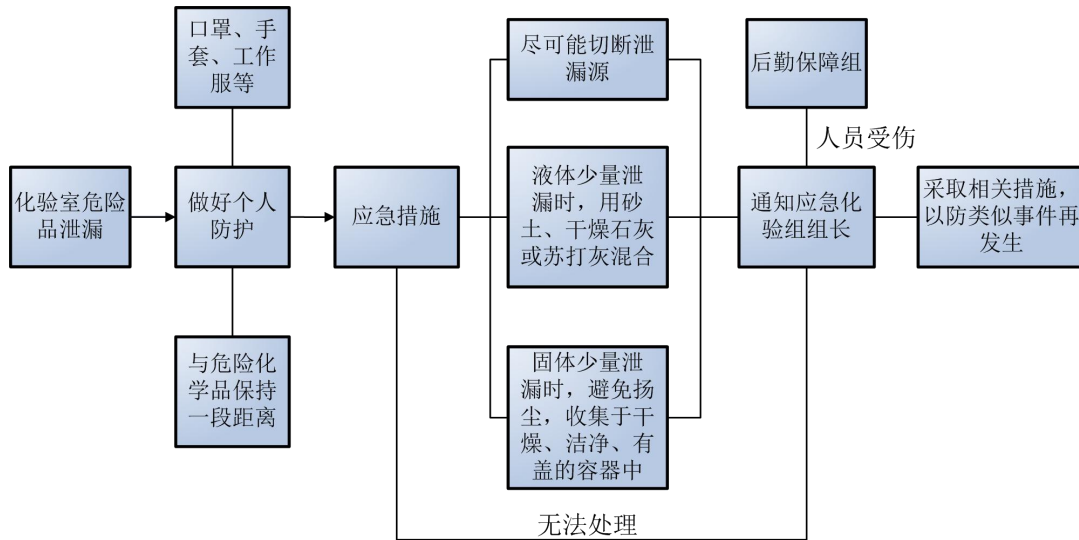 口罩、手
套、工作
服等
尽可能切断泄
漏源
后勤保障组
人员受伤
化验室危险
品泄漏
做好个人
防护
应急措施
液体少量泄
漏时，用砂
土、干燥石灰
或苏打灰混合
通知应急化
验组组长
采取相关措施，
以防类似事件再
发生
与危险化
学品保持
一段距离
固体少量泄
漏时，避免扬
尘，收集于干
燥、洁净、有
盖的容器中
无法处理